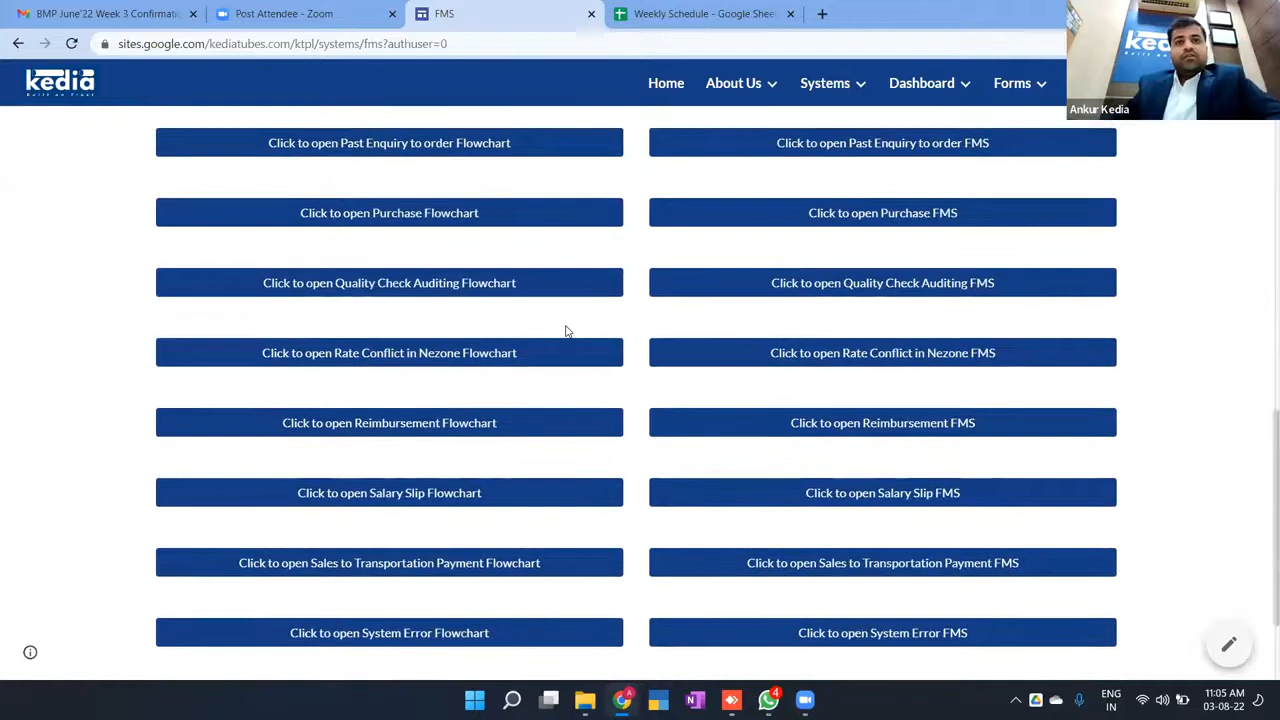 BMP June'22 Week 3 Confirmati
Post Attendee - Zoom
FMS
Weekly Schedule - Google Shee
sites.google.com/kediatubes.com/ktpl/systems/fms?authuser=0
kedia
Built on Trust
Home
About Us
Systems
Dashboard
Forms
Ankur Kedia
Click to open Past Enquiry to order Flowchart
Click to open Past Enquiry to order FMS
Click to open Purchase Flowchart
Click to open Purchase FMS
Click to open Quality Check Auditing Flowchart
Click to open Quality Check Auditing FMS
Click to open Rate Conflict in Nezone Flowchart
Click to open Rate Conflict in Nezone FMS
Click to open Reimbursement Flowchart
Click to open Reimbursement FMS
Click to open Salary Slip Flowchart
Click to open Salary Slip FMS
Click to open Sales to Transportation Payment Flowchart
Click to open Sales to Transportation Payment FMS
Click to open System Error Flowchart
Click to open System Error FMS
4
ENG
IN
11:05 AM
03-08-22